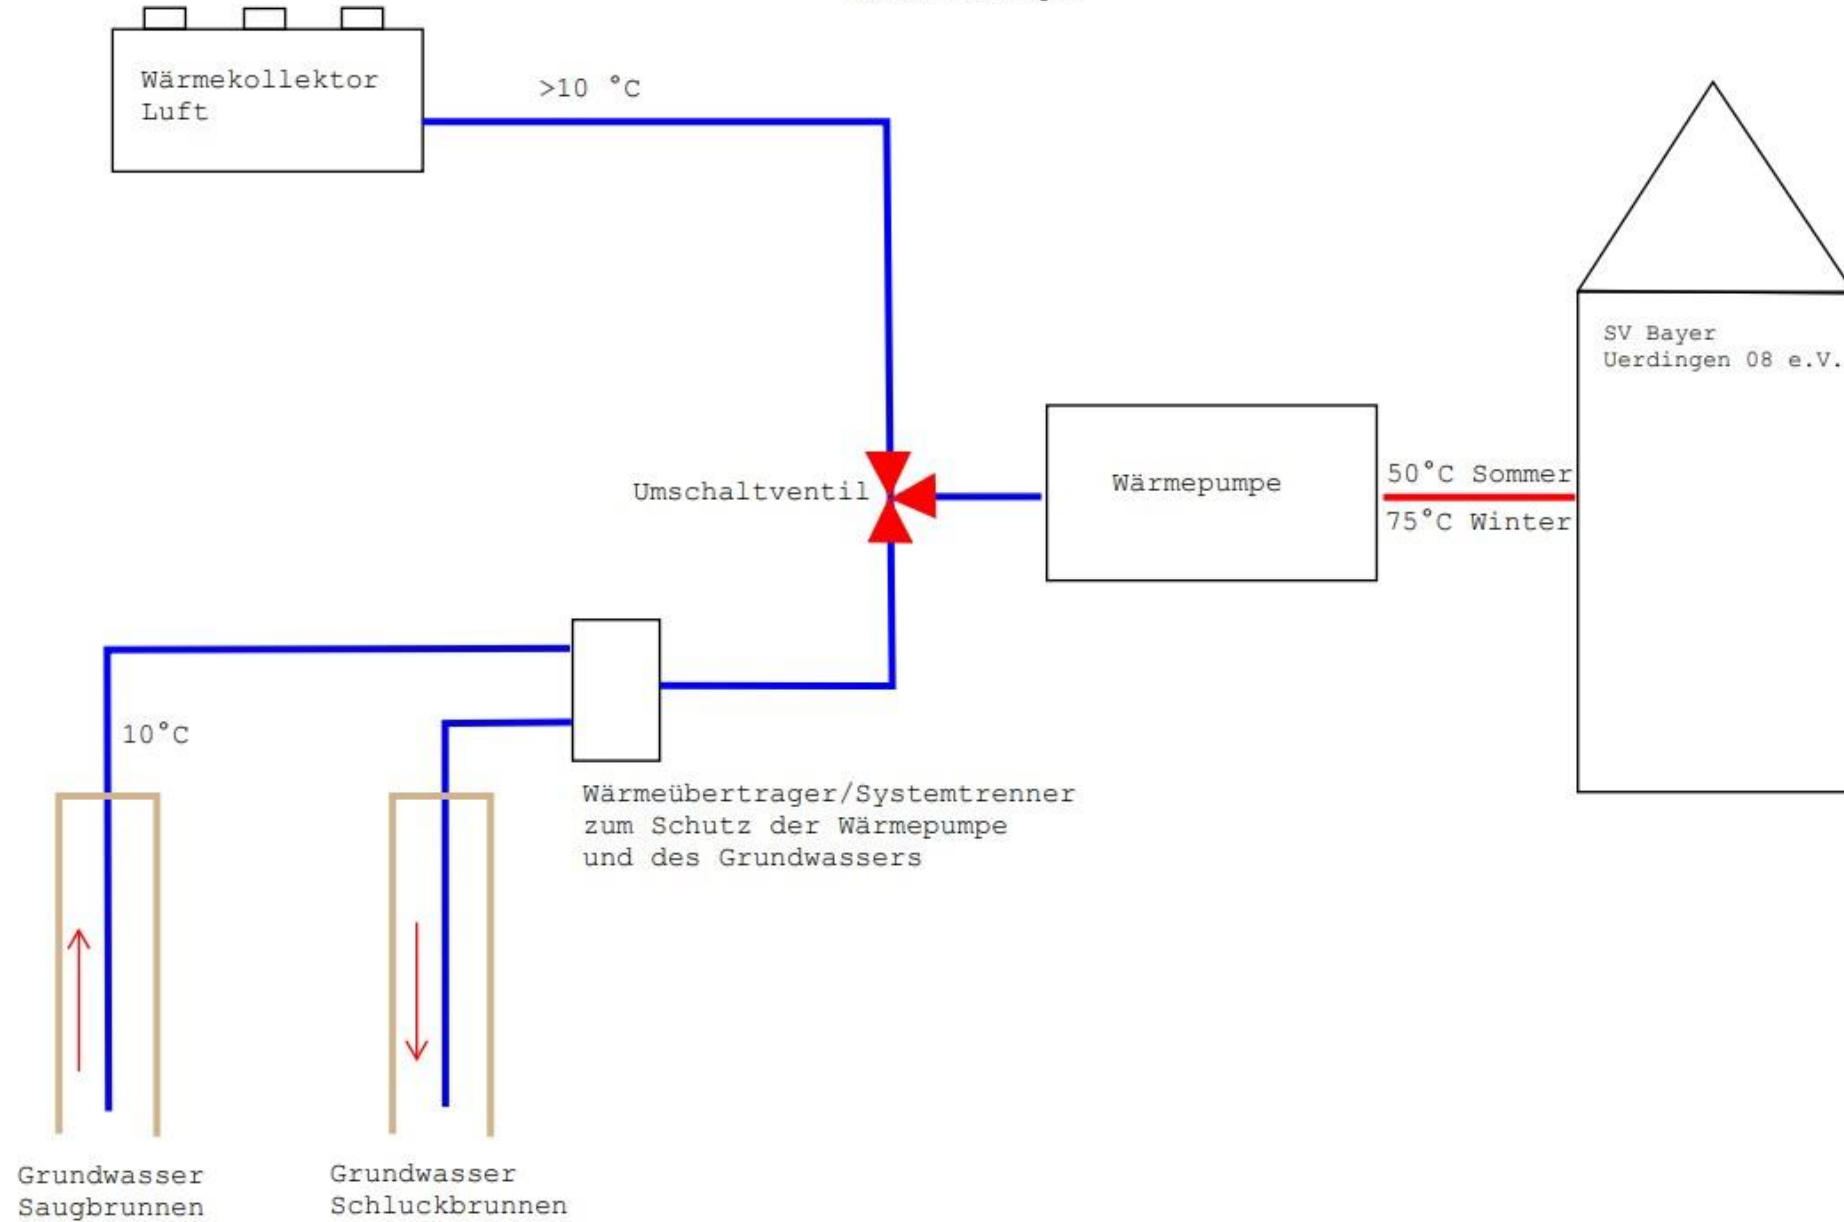 Wärmekollektor
Luft
>10 °C
SV Bayer
Uerdingen 08 e.V.
Umschaltventil
Wärmepumpe
50°C Sommer
75°C Winter
10°C
Wärmeübertrager/Systemtrenner
zum Schutz der Wärmepumpe
und des Grundwassers
Grundwasser
Saugbrunnen
Grundwasser
Schluckbrunnen